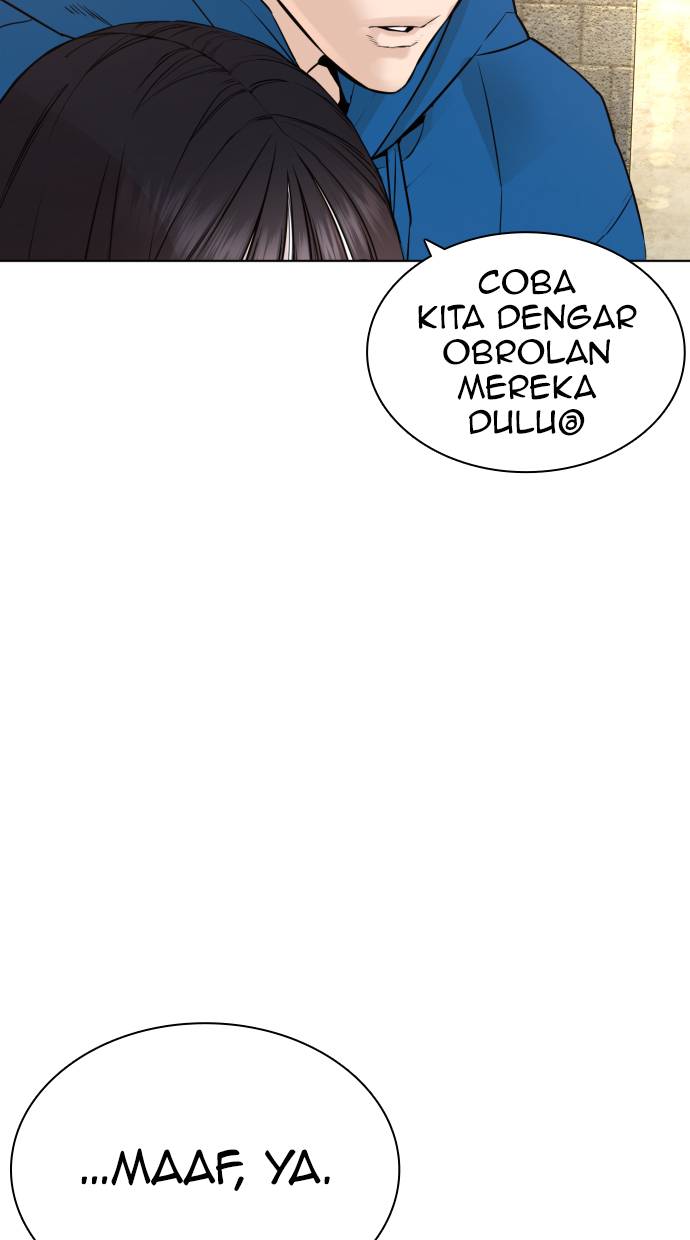 COBA
KITA DENGAR
OBROLAN
MEREKA
DULU@
...MAAF, YA.